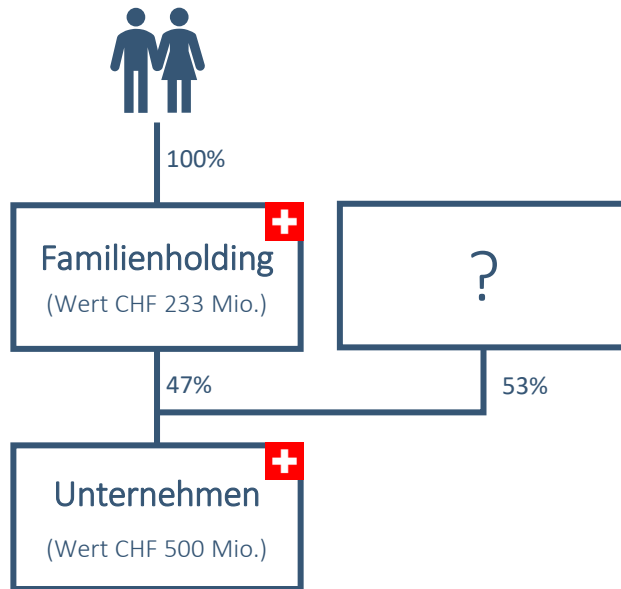 100%
Familienholding
(Wert CHF 233 Mio.)
?
47%
53%
Unternehmen
(Wert CHF 500 Mio.)